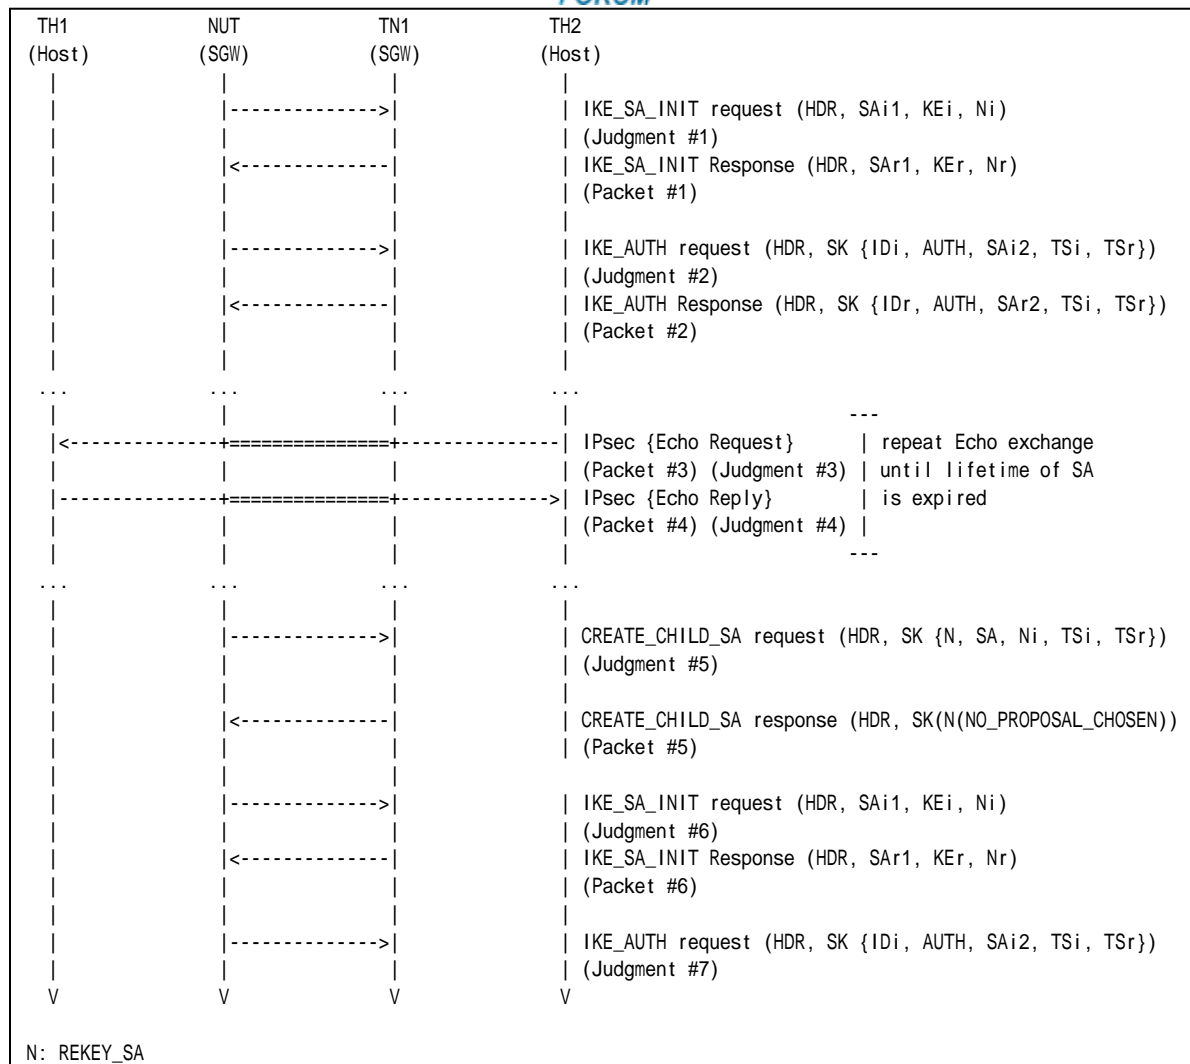 FORUM
TH1 NUT TN1 TH2
(Host) (SGW) (SGW) (Host)
| | | |
| |-------------->| | IKE_SA_INIT request (HDR, SAi1, KEi, Ni)
| | | | (Judgment #1)
| |<--------------| | IKE_SA_INIT Response (HDR, SAr1, KEr, Nr)
| | | | (Packet #1)
| | | |
| |-------------->| | IKE_AUTH request (HDR, SK {IDi, AUTH, SAi2, TSi, TSr})
| | | | (Judgment #2)
| |<--------------| | IKE_AUTH Response (HDR, SK {IDr, AUTH, SAr2, TSi, TSr})
| | | | (Packet #2)
| | | |
... ... ... ...
| | | | ---
|<--------------+===============+---------------| IPsec {Echo Request} | repeat Echo exchange
| | | | (Packet #3) (Judgment #3) | until lifetime of SA
|---------------+===============+-------------->| IPsec {Echo Reply} | is expired
| | | | (Packet #4) (Judgment #4) |
| | | | ---
... ... ... ...
| | | |
| |-------------->| | CREATE_CHILD_SA request (HDR, SK {N, SA, Ni, TSi, TSr})
| | | | (Judgment #5)
| | | |
| |<--------------| | CREATE_CHILD_SA response (HDR, SK(N(NO_PROPOSAL_CHOSEN))
| | | | (Packet #5)
| | | |
| |-------------->| | IKE_SA_INIT request (HDR, SAi1, KEi, Ni)
| | | | (Judgment #6)
| |<--------------| | IKE_SA_INIT Response (HDR, SAr1, KEr, Nr)
| | | | (Packet #6)
| | | |
| |-------------->| | IKE_AUTH request (HDR, SK {IDi, AUTH, SAi2, TSi, TSr})
| | | | (Judgment #7)
V V V V
N: REKEY_SA